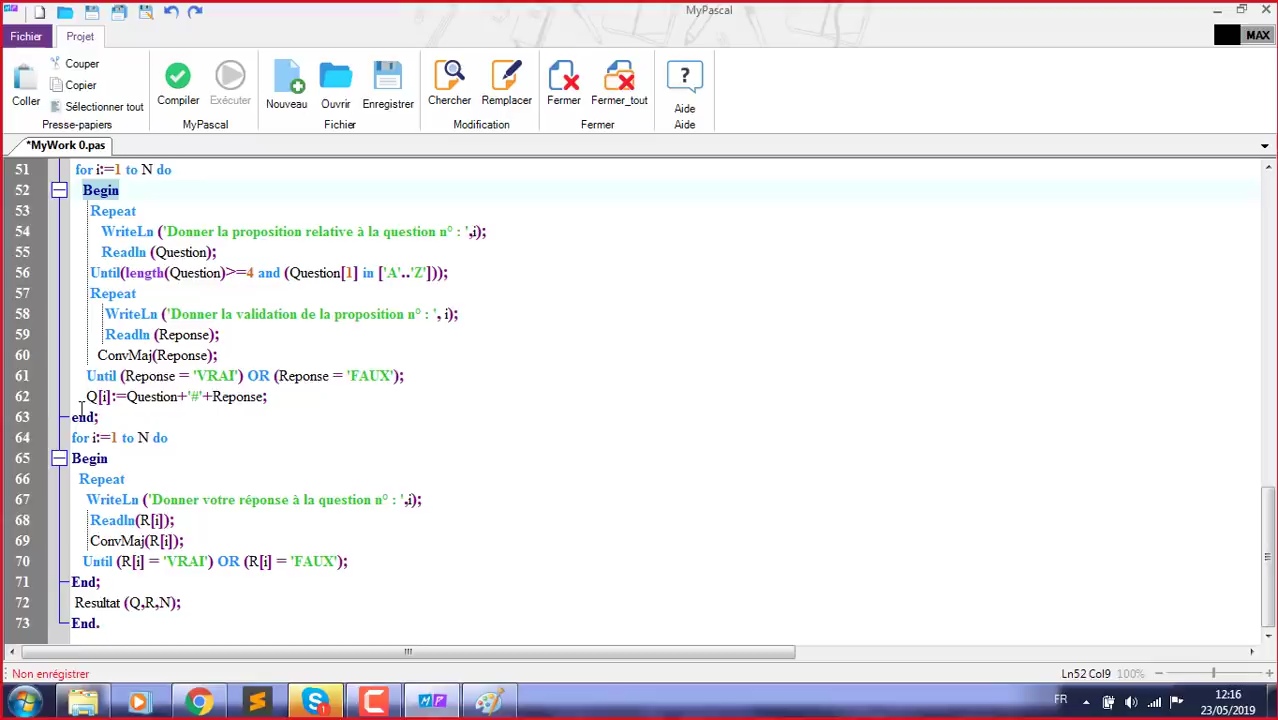 MyPascal
Fichier
Projet
MAX
Coller
Couper
Copier
Sélectionner tout
Presse-papiers
Compiler
Exécuter
MyPascal
Nouveau
Ouvrir
Enregistrer
Fichier
Chercher
Remplacer
Modification
Fermer
Fermer_tout
Fermer
Aide
Aide
*MyWork 0.pas
51 for i:=1 to N do
52 Begin
53 Repeat
54 WriteLn ('Donner la proposition relative à la question n° : ',i);
55 Readln (Question);
56 Until(length(Question)>=4 and (Question[1] in ['A'..'Z']));
57 Repeat
58 WriteLn ('Donner la validation de la proposition n° : ', i);
59 Readln (Reponse);
60 ConvMaj(Reponse);
61 Until (Reponse = 'VRAI') OR (Reponse = 'FAUX');
62 Q[i]:=Question+'#'+Reponse;
63 end;
64 for i:=1 to N do
65 Begin
66 Repeat
67 WriteLn ('Donner votre réponse à la question n° : ',i);
68 Readln(R[i]);
69 ConvMaj(R[i]);
70 Until (R[i] = 'VRAI') OR (R[i] = 'FAUX');
71 End;
72 Resultat (Q,R,N);
73 End.
Non enrégistrer
Ln52 Col9 100%
FR
12:16
23/05/2019